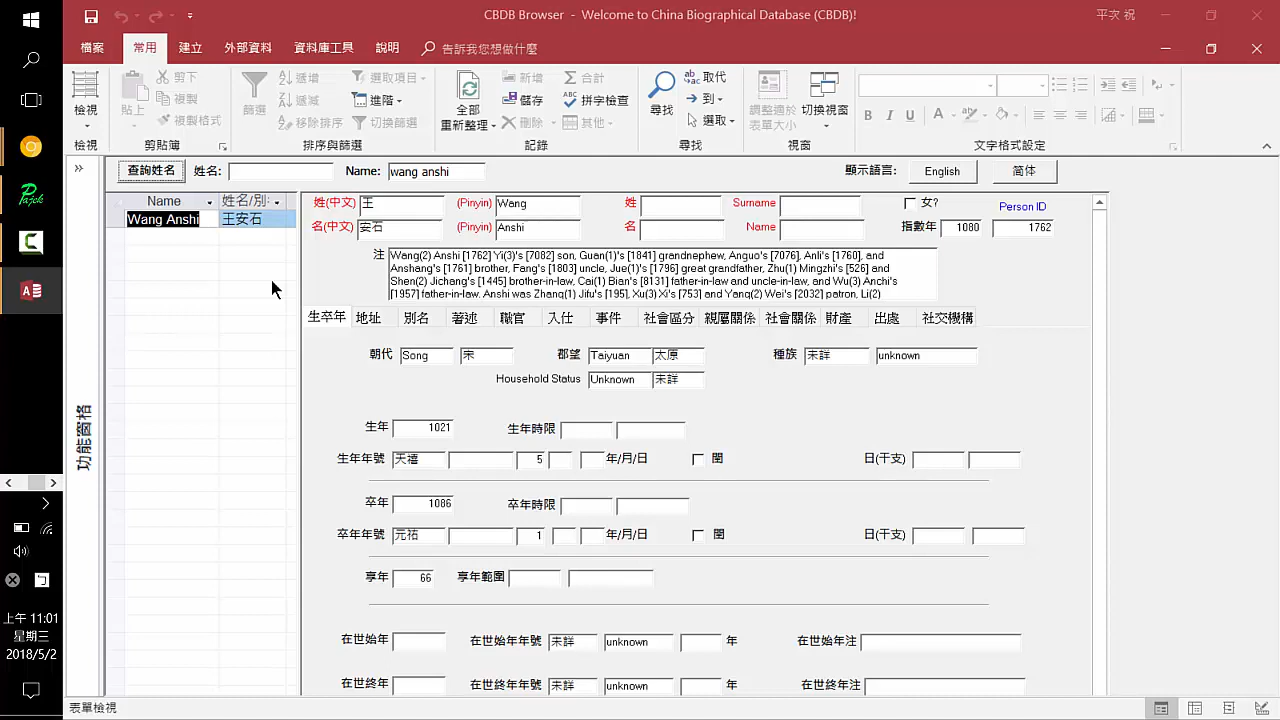 CBDB Browser - Welcome to China Biographical Database (CBDB)!
平次 祝
檔案 常用 建立 外部資料 資料庫工具 說明 告訴我您想做什麼
檢視
貼上 剪下
複製
複製格式
篩選 遞增 選取項目
遞減 進階
移除排序 切換篩選
全部
重新整理 新增 合計
儲存 拼字檢查
刪除 其他
尋找 取代
到
選取
調整適於
表單大小 切換視窗
B I U A
檢視 剪貼簿 排序與篩選 記錄 尋找 視窗 文字格式設定
查詢姓名 姓名: Name: wang anshi 顯示語言: English 简体
Name 姓名/別
Wang Anshi 王安石
姓(中文) 王 (Pinyin) Wang 姓 Surname 女? Person ID
名(中文) 安石 (Pinyin) Anshi 名 Name 指數年 1080 1762
注 Wang(2) Anshi [1762] Yi(3)'s [7082] son, Guan(1)'s [1841] grandnephew, Anguo's [7076], Anli's [1760], and
Anshang's [1761] brother, Fang's [1803] uncle, Jue(1)'s [1796] great grandfather, Zhu(1) Mingzhi's [526] and
Shen(2) Jichang's [1445] brother-in-law, Cai(1) Bian's [8131] father-in-law and uncle-in-law, and Wu(3) Anchi's
[1957] father-in-law. Anshi was Zhang(1) Jifu's [195], Xu(3) Xi's [753] and Yang(2) Wei's [2032] patron, Li(2)
生卒年 地址 別名 著述 職官 入仕 事件 社會區分 親屬關係 社會關係 財產 出處 社交機構
朝代 Song 宋 郡望 Taiyuan 太原 種族 未詳 unknown
Household Status Unknown 未詳
生年 1021 生年時限
生年年號 天禧 5 年/月/日 閏 日(干支)
卒年 1086 卒年時限
卒年年號 元祐 1 年/月/日 閏 日(干支)
享年 66 享年範圍
在世始年 在世始年年號 未詳 unknown 年 在世始年注
在世終年 在世終年年號 未詳 unknown 年 在世終年注
功能窗格
上午 11:01
星期三
2018/5/2
表單檢視